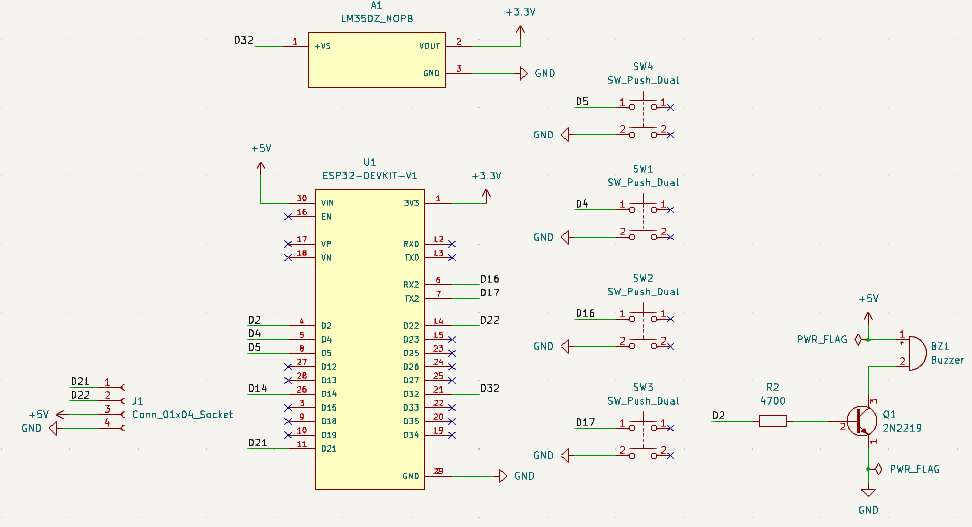 A1
LM35DZ_NOPB
D32 1 +VS VOUT 2 +3.3V
GND 3 GND
SW4
SW_Push_Dual
D5 1 1
GND 2 2
SW1
SW_Push_Dual
D4 1 1
GND 2 2
SW2
SW_Push_Dual
D16 1 1
GND 2 2
SW3
SW_Push_Dual
D17 1 1
GND 2 2
U1
ESP32-DEVKIT-V1
+5V +3.3V
30 VIN 3V3 1
16 EN
17 VP RX0 12
18 VN TX0 13
RX2 6 D16
TX2 7 D17
D2 4 D2 D22 14 D22
D4 5 D4 D23 15
D5 8 D5 D25 23
27 D12 D26 24
28 D13 D27 25
D14 26 D14 D32 21 D32
3 D15 D33 22
9 D18 D35 20
10 D19 D34 19
D21 11 D21
GND GND
D21 1
D22 2 J1
+5V 3 Conn_01x04_Socket
GND 4
+5V
PWR_FLAG 1
+
BZ1
Buzzer
2
R2
4700
D2
3
Q1
2N2219
2
1
PWR_FLAG
GND